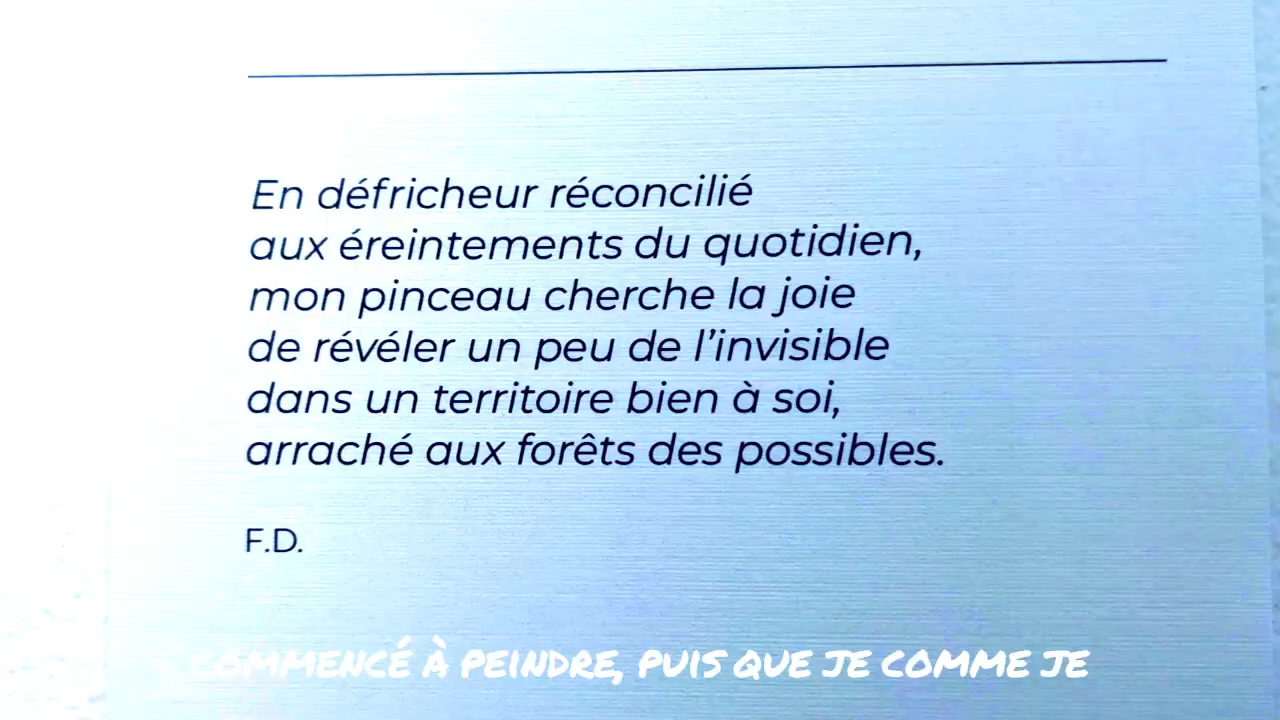 En défricheur réconcilié
aux éreintements du quotidien,
mon pinceau cherche la joie
de révéler un peu de l'invisible
dans un territoire bien à soi,
arraché aux forêts des possibles.
F.D.
COMMENCÉ À PEINDRE, PUIS QUE JE COMME JE